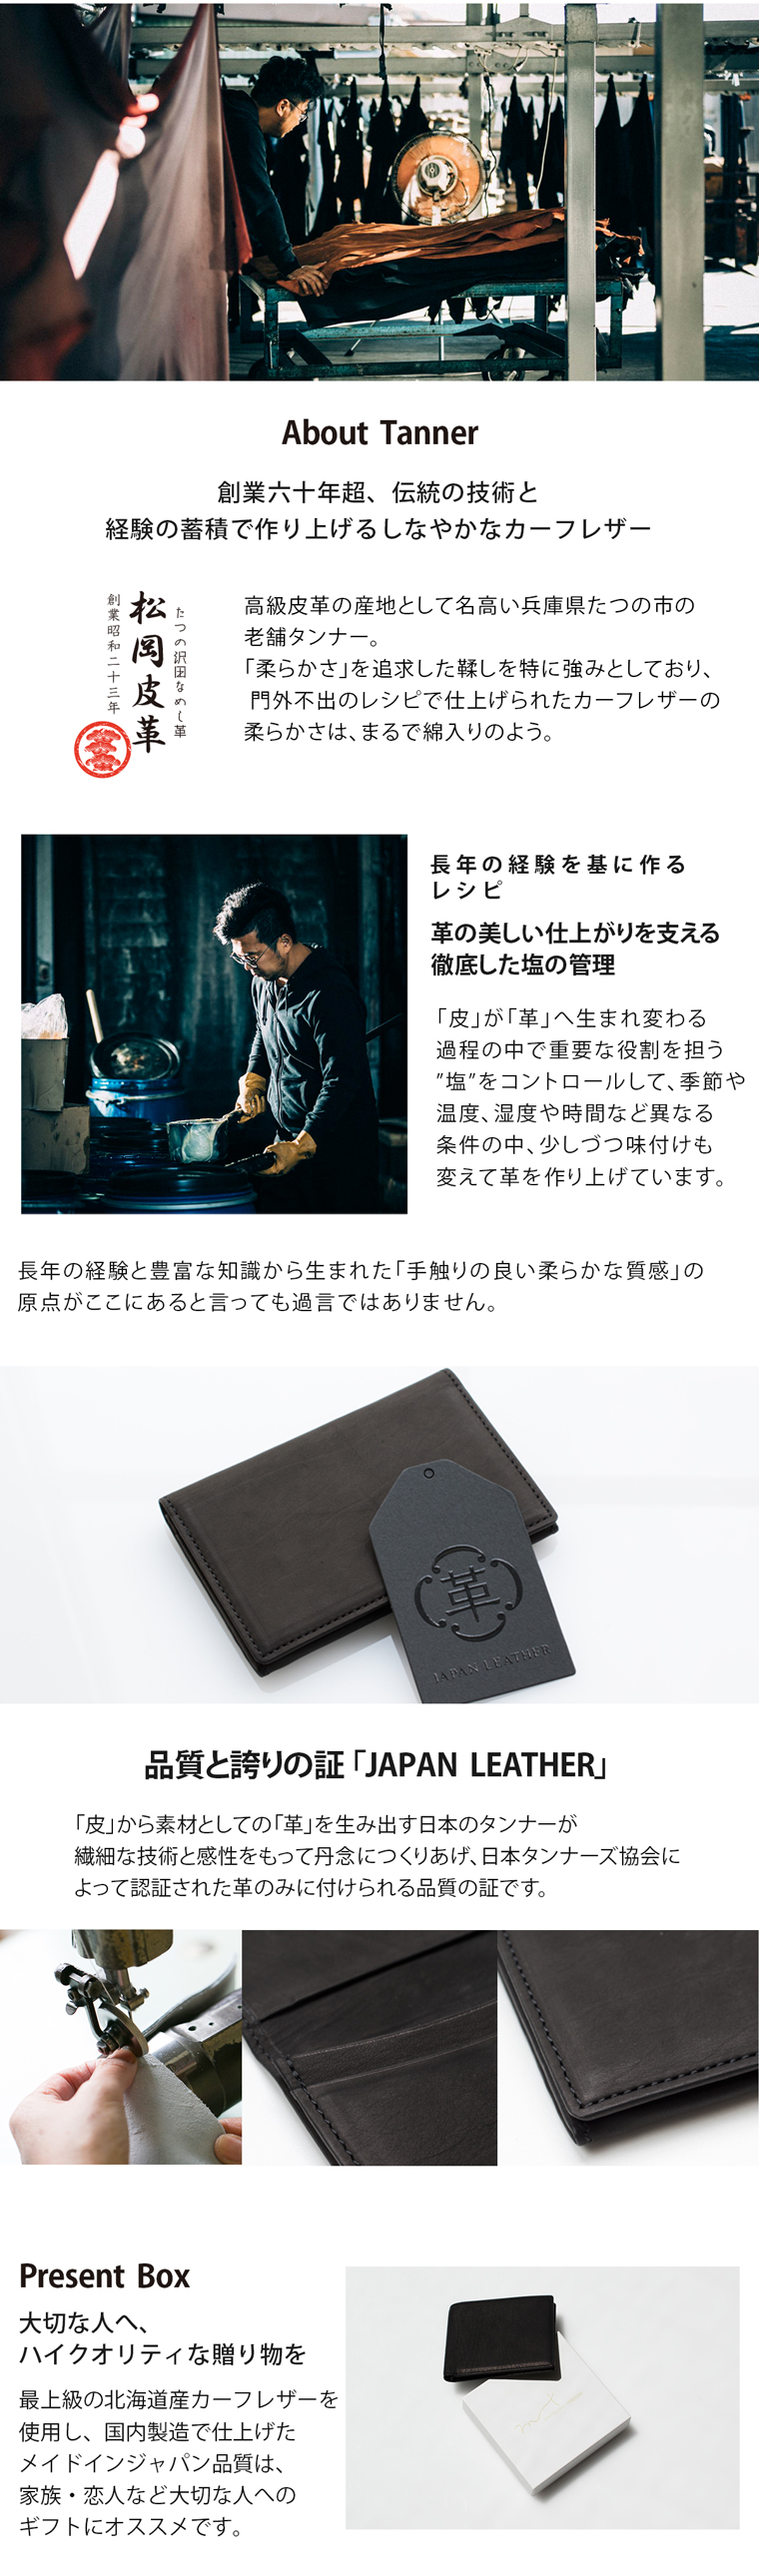 About Tanner
創業六十年超、伝統の技術と
経験の蓄積で作り上げるしなやかなカーフレザー
たつの沢田なめし革
松岡皮革
創業昭和二十三年
高級皮革の産地として名高い兵庫県たつの市の
老舗タンナー。
「柔らかさ」を追求した鞣しを特に強みとしており、
門外不出のレシピで仕上げられたカーフレザーの
柔らかさは、まるで綿入りのよう。
長年の経験を基に作る
レシピ
革の美しい仕上がりを支える
徹底した塩の管理
「皮」が「革」へ生まれ変わる
過程の中で重要な役割を担う
”塩”をコントロールして、季節や
温度、湿度や時間など異なる
条件の中、少しづつ味付けも
変えて革を作り上げています。
長年の経験と豊富な知識から生まれた「手触りの良い柔らかな質感」の
原点がここにあると言っても過言ではありません。
革
JAPAN LEATHER
品質と誇りの証「JAPAN LEATHER」
「皮」から素材としての「革」を生み出す日本のタンナーが
繊細な技術と感性をもって丹念につくりあげ、日本タンナーズ協会に
よって認証された革のみに付けられる品質の証です。
Present Box
大切な人へ、
ハイクオリティな贈り物を
最上級の北海道産カーフレザーを
使用し、国内製造で仕上げた
メイドインジャパン品質は、
家族・恋人など大切な人への
ギフトにオススメです。